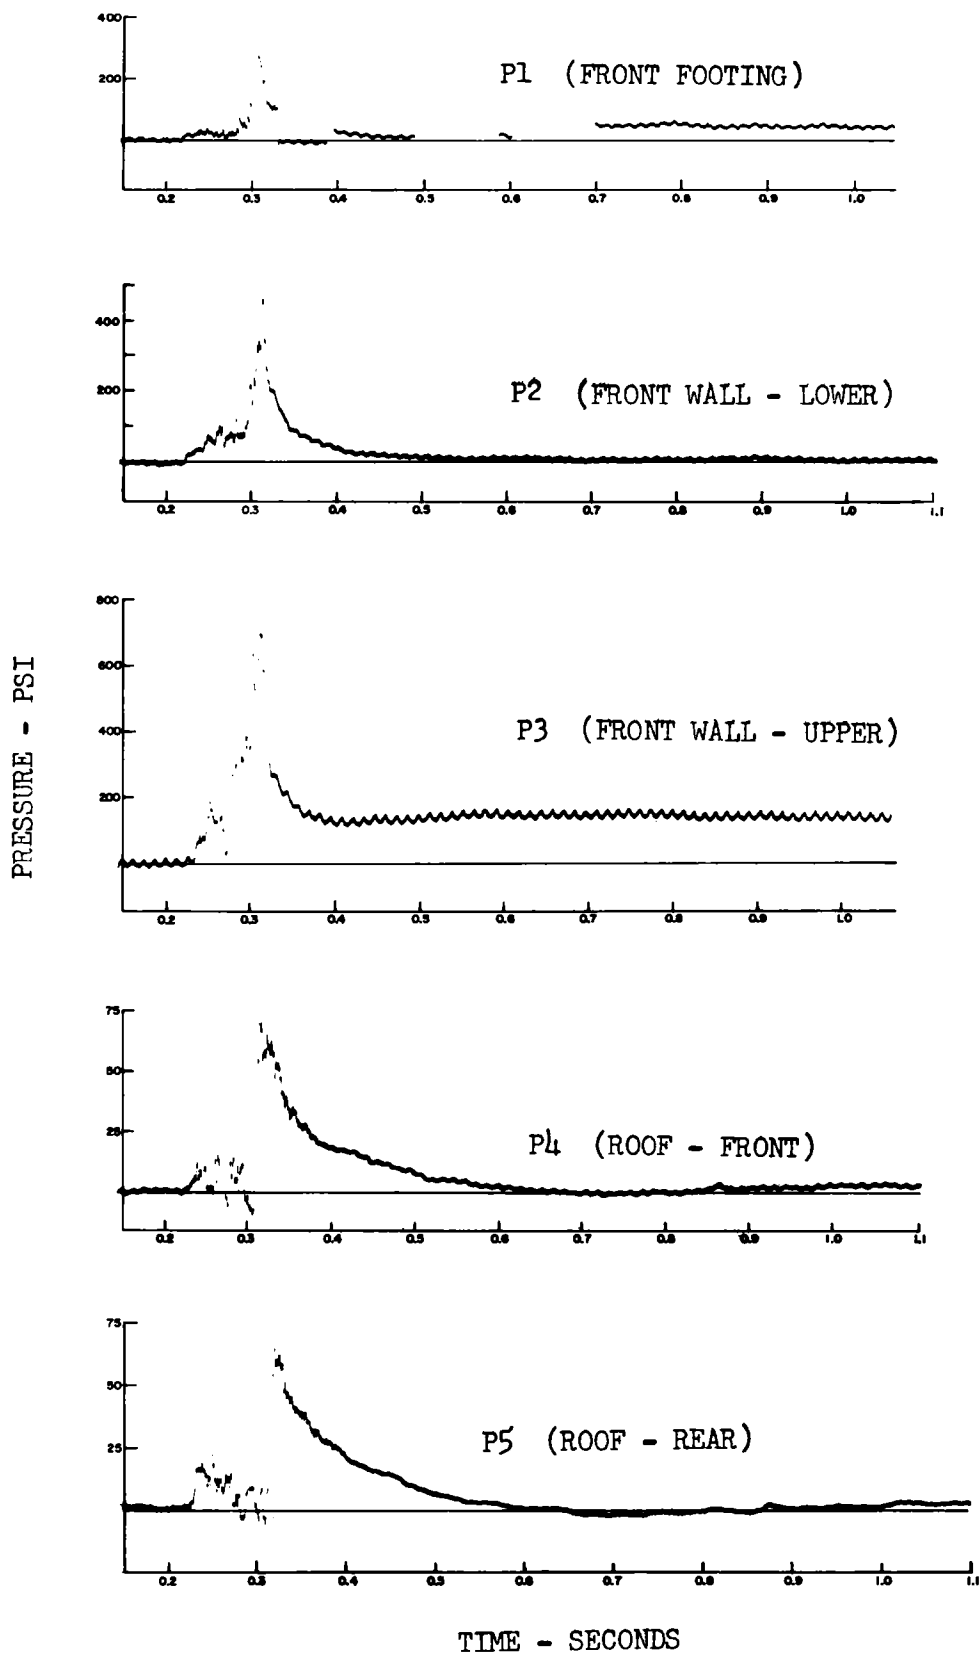 400
200
P1 (FRONT FOOTING)
0.2 0.3 0.4 0.5 0.6 0.7 0.8 0.9 1.0
400
200
P2 (FRONT WALL - LOWER)
0.2 0.3 0.4 0.5 0.6 0.7 0.8 0.9 1.0 1.1
800
600
400
200
P3 (FRONT WALL - UPPER)
0.2 0.3 0.4 0.5 0.6 0.7 0.8 0.9 1.0
PRESSURE - PSI
75
50
25
P4 (ROOF - FRONT)
0.2 0.3 0.4 0.5 0.6 0.7 0.8 0.9 1.0 1.1
75
50
25
P5 (ROOF - REAR)
0.2 0.3 0.4 0.5 0.6 0.7 0.8 0.9 1.0 1.1
TIME - SECONDS